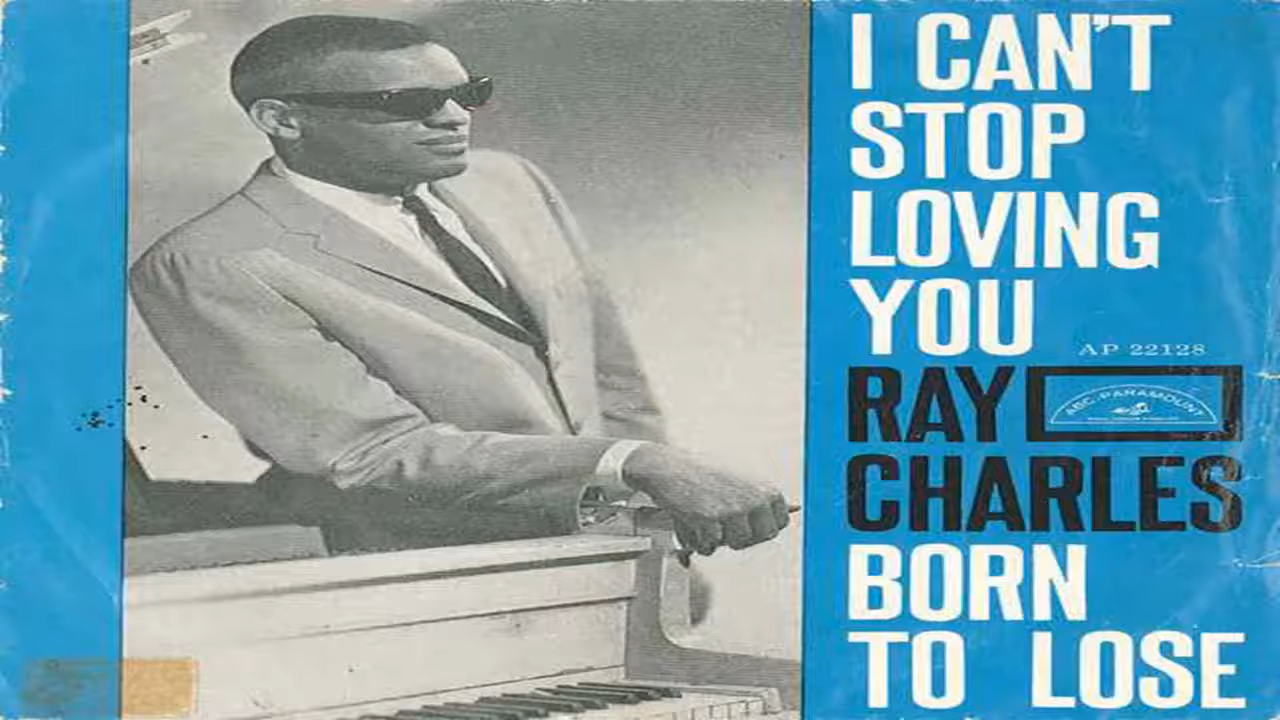 I CAN'T
STOP
LOVING
YOU
AP 22128
RAY
ABC-PARAMOUNT
CHARLES
BORN
TO LOSE